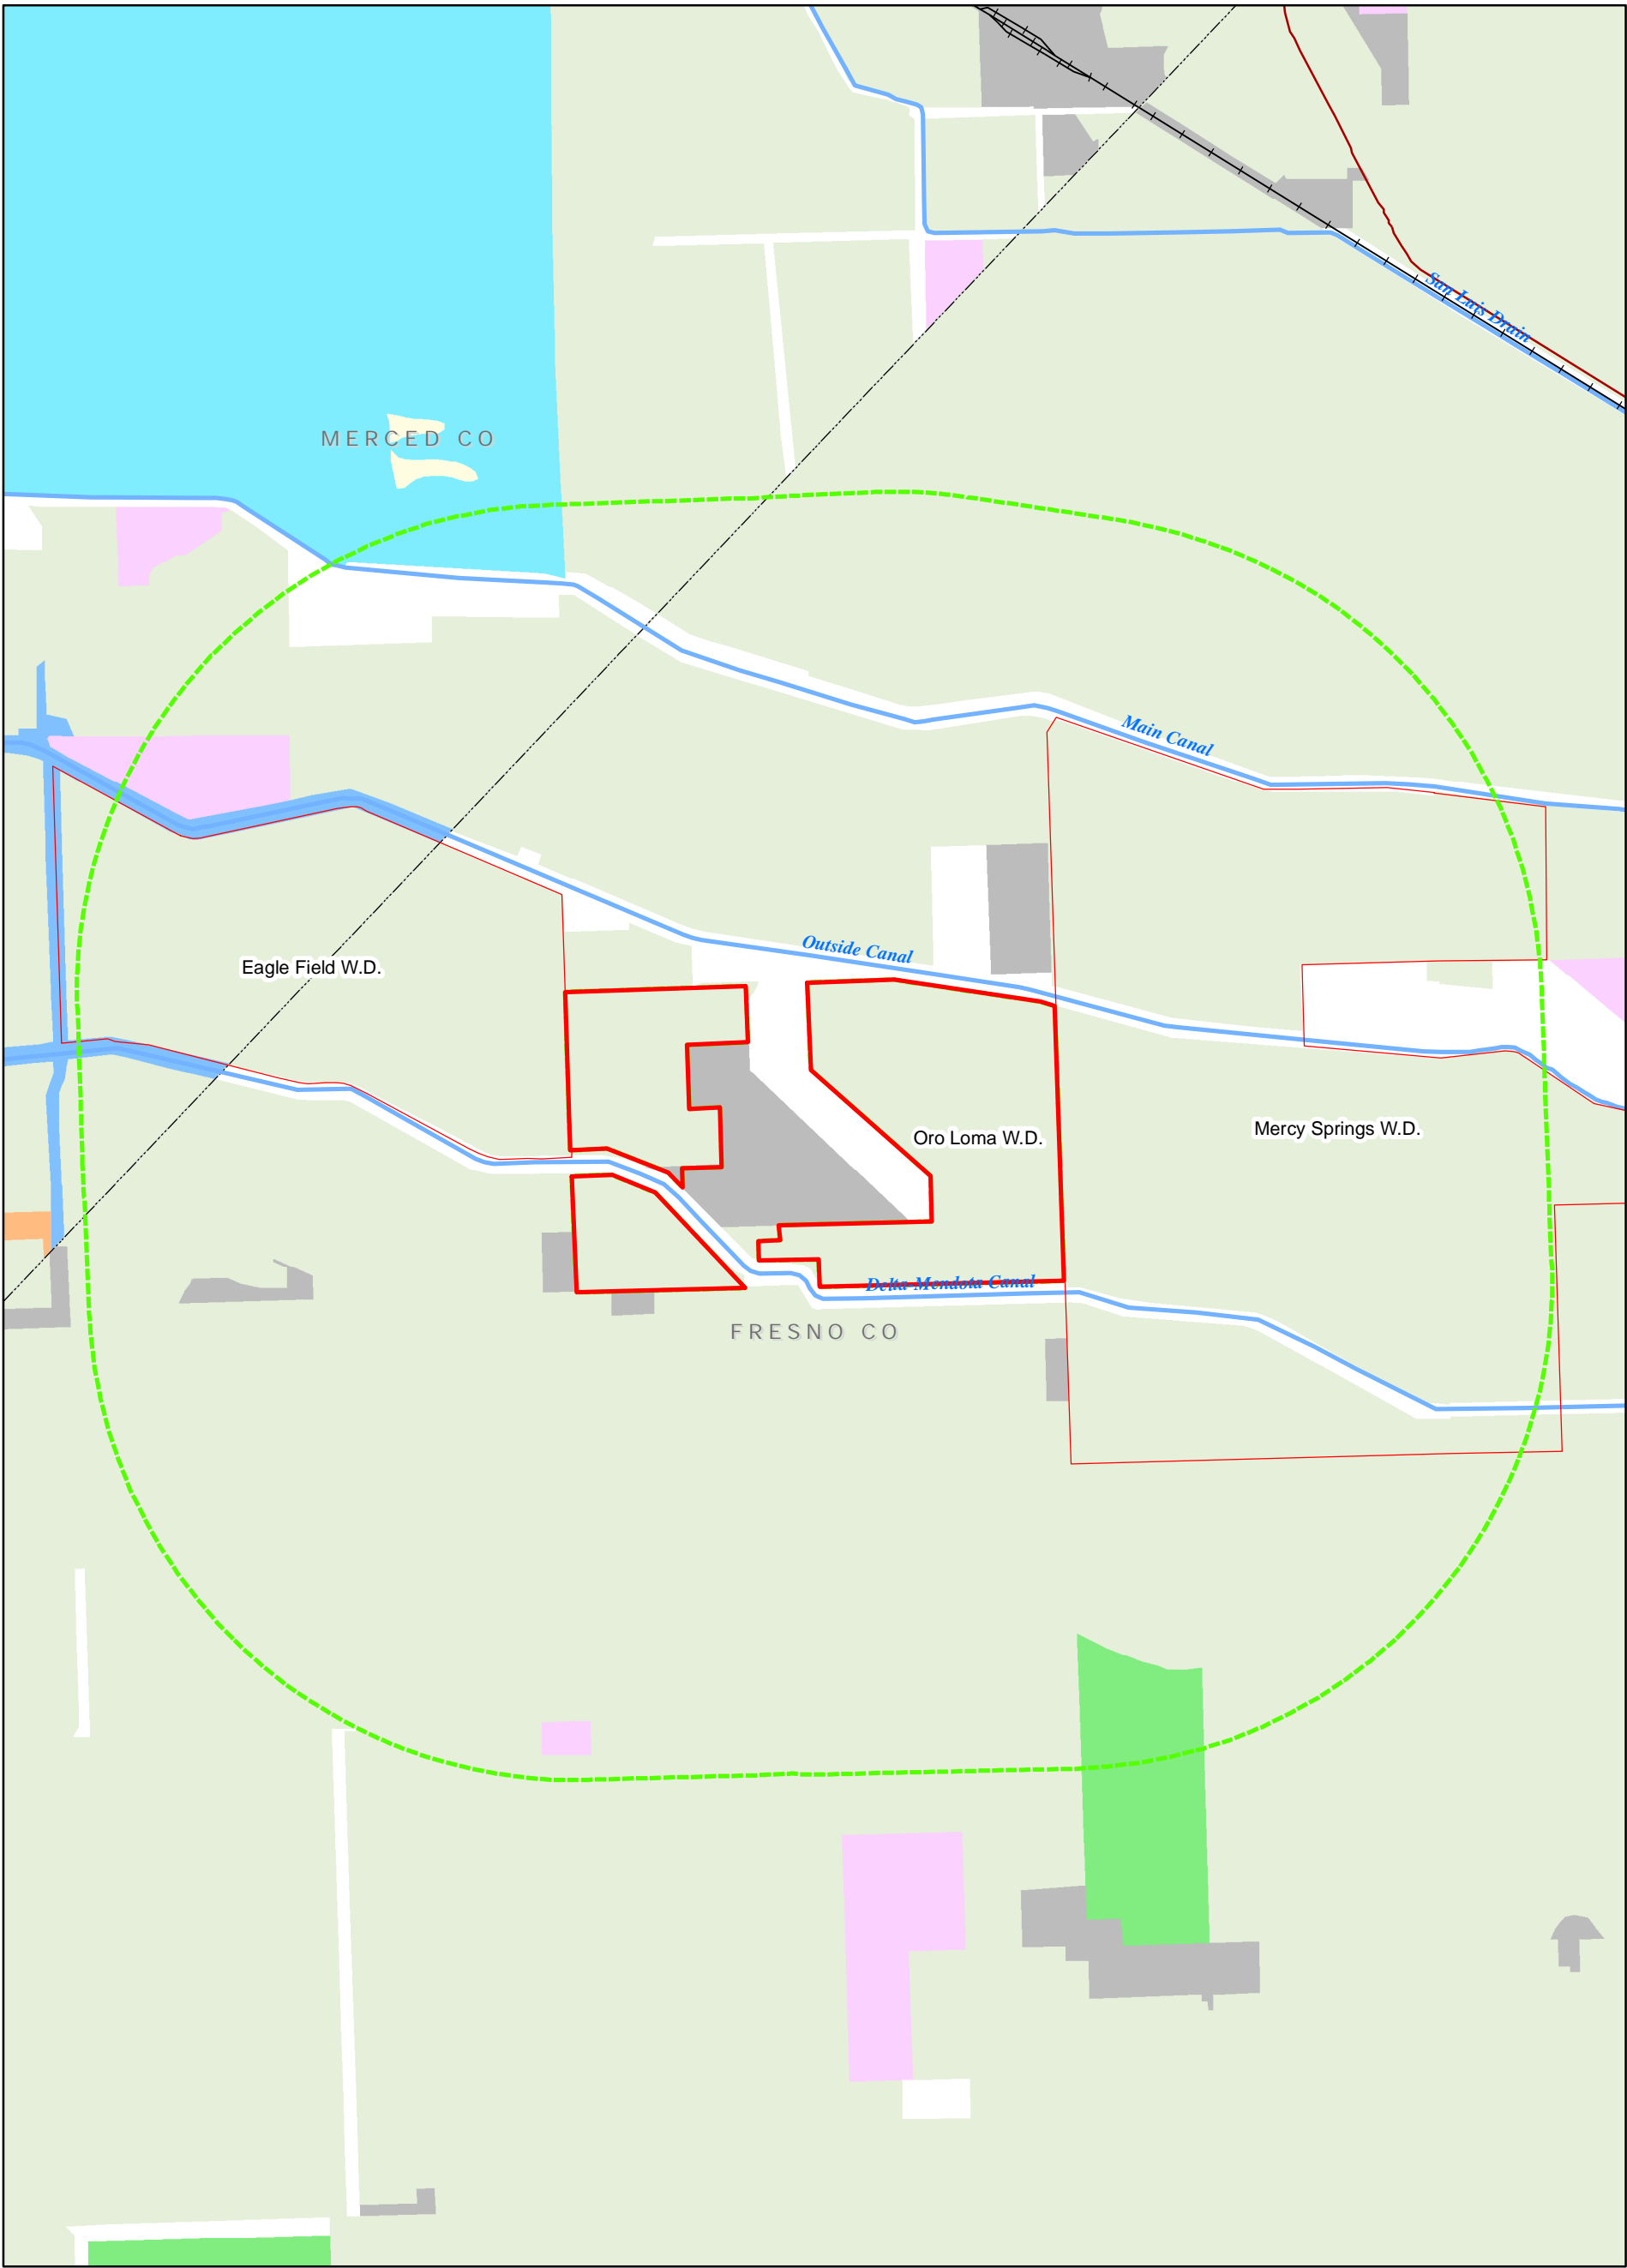 San Luis Drain
MERCED CO
Main Canal
Outside Canal
Eagle Field W.D.
Mercy Springs W.D.
Oro Loma W.D.
Delta Mendota Canal
FRESNO CO